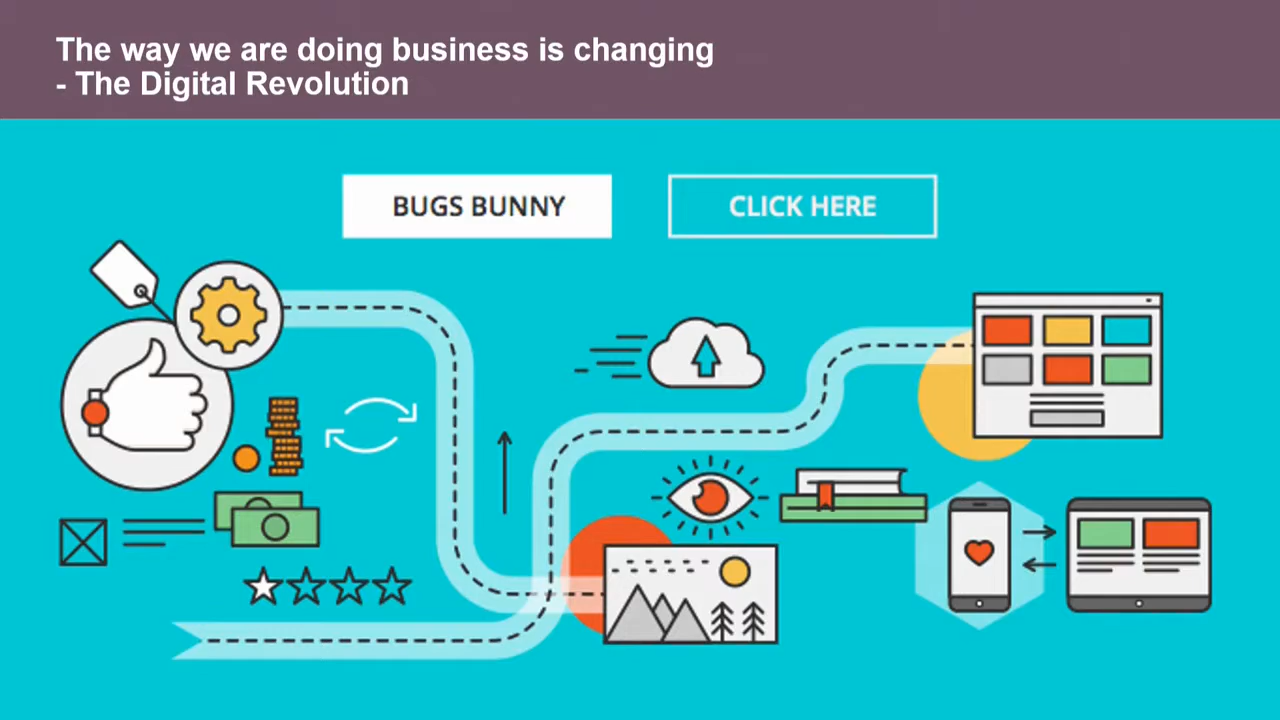 The way we are doing business is changing
- The Digital Revolution
BUGS BUNNY
CLICK HERE